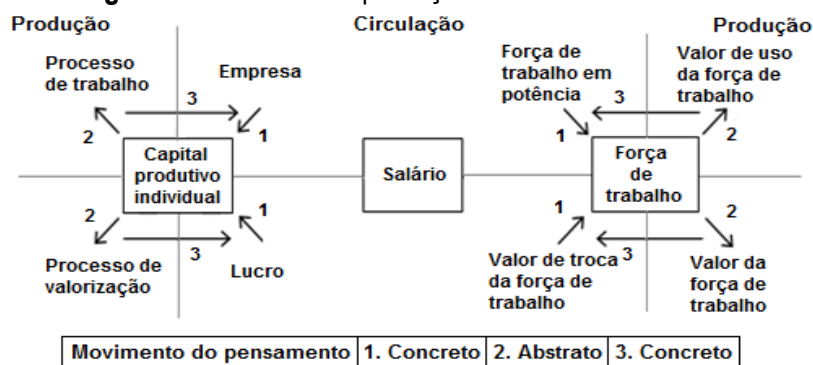 Produção
Circulação
Produção
Processo
de trabalho
Empresa
3
2
1
Capital
produtivo
individual
2
1
3
Processo de
valorização
Lucro
Salário
Força de
trabalho em
potência
Valor de uso
da força de
trabalho
3
1
2
Força
de
trabalho
1
2
Valor de troca
da força de
trabalho
3
Valor da
força de
trabalho
Movimento do pensamento 1. Concreto 2. Abstrato 3. Concreto